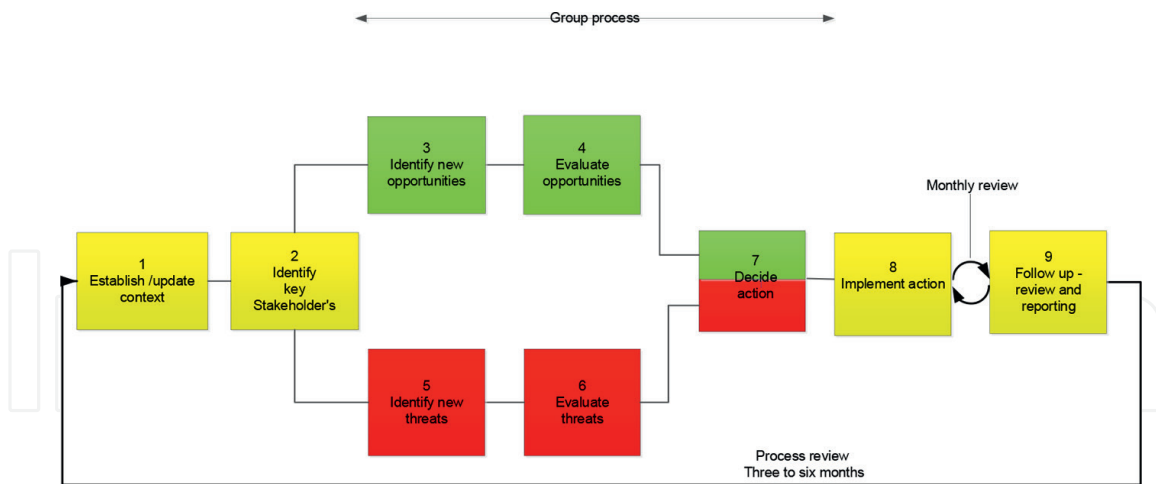 Group process
3
Identify new
opportunities
4
Evaluate
opportunities
Monthly review
1
Establish /update
context
2
Identify
key
Stakeholder's
7
Decide
action
8
Implement action
9
Follow up -
review and
reporting
5
Identify new
threats
6
Evaluate
threats
Process review
Three to six months